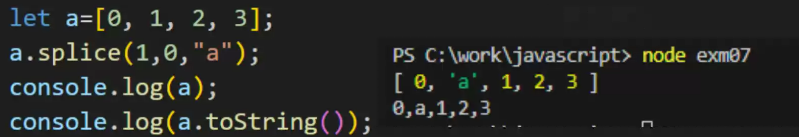 let a=[0, 1, 2, 3];
a.splice(1,0,"a");
console.log(a);
console.log(a.toString());
PS C:\work\javascript> node exm07
[ 0, 'a', 1, 2, 3 ]
0,a,1,2,3